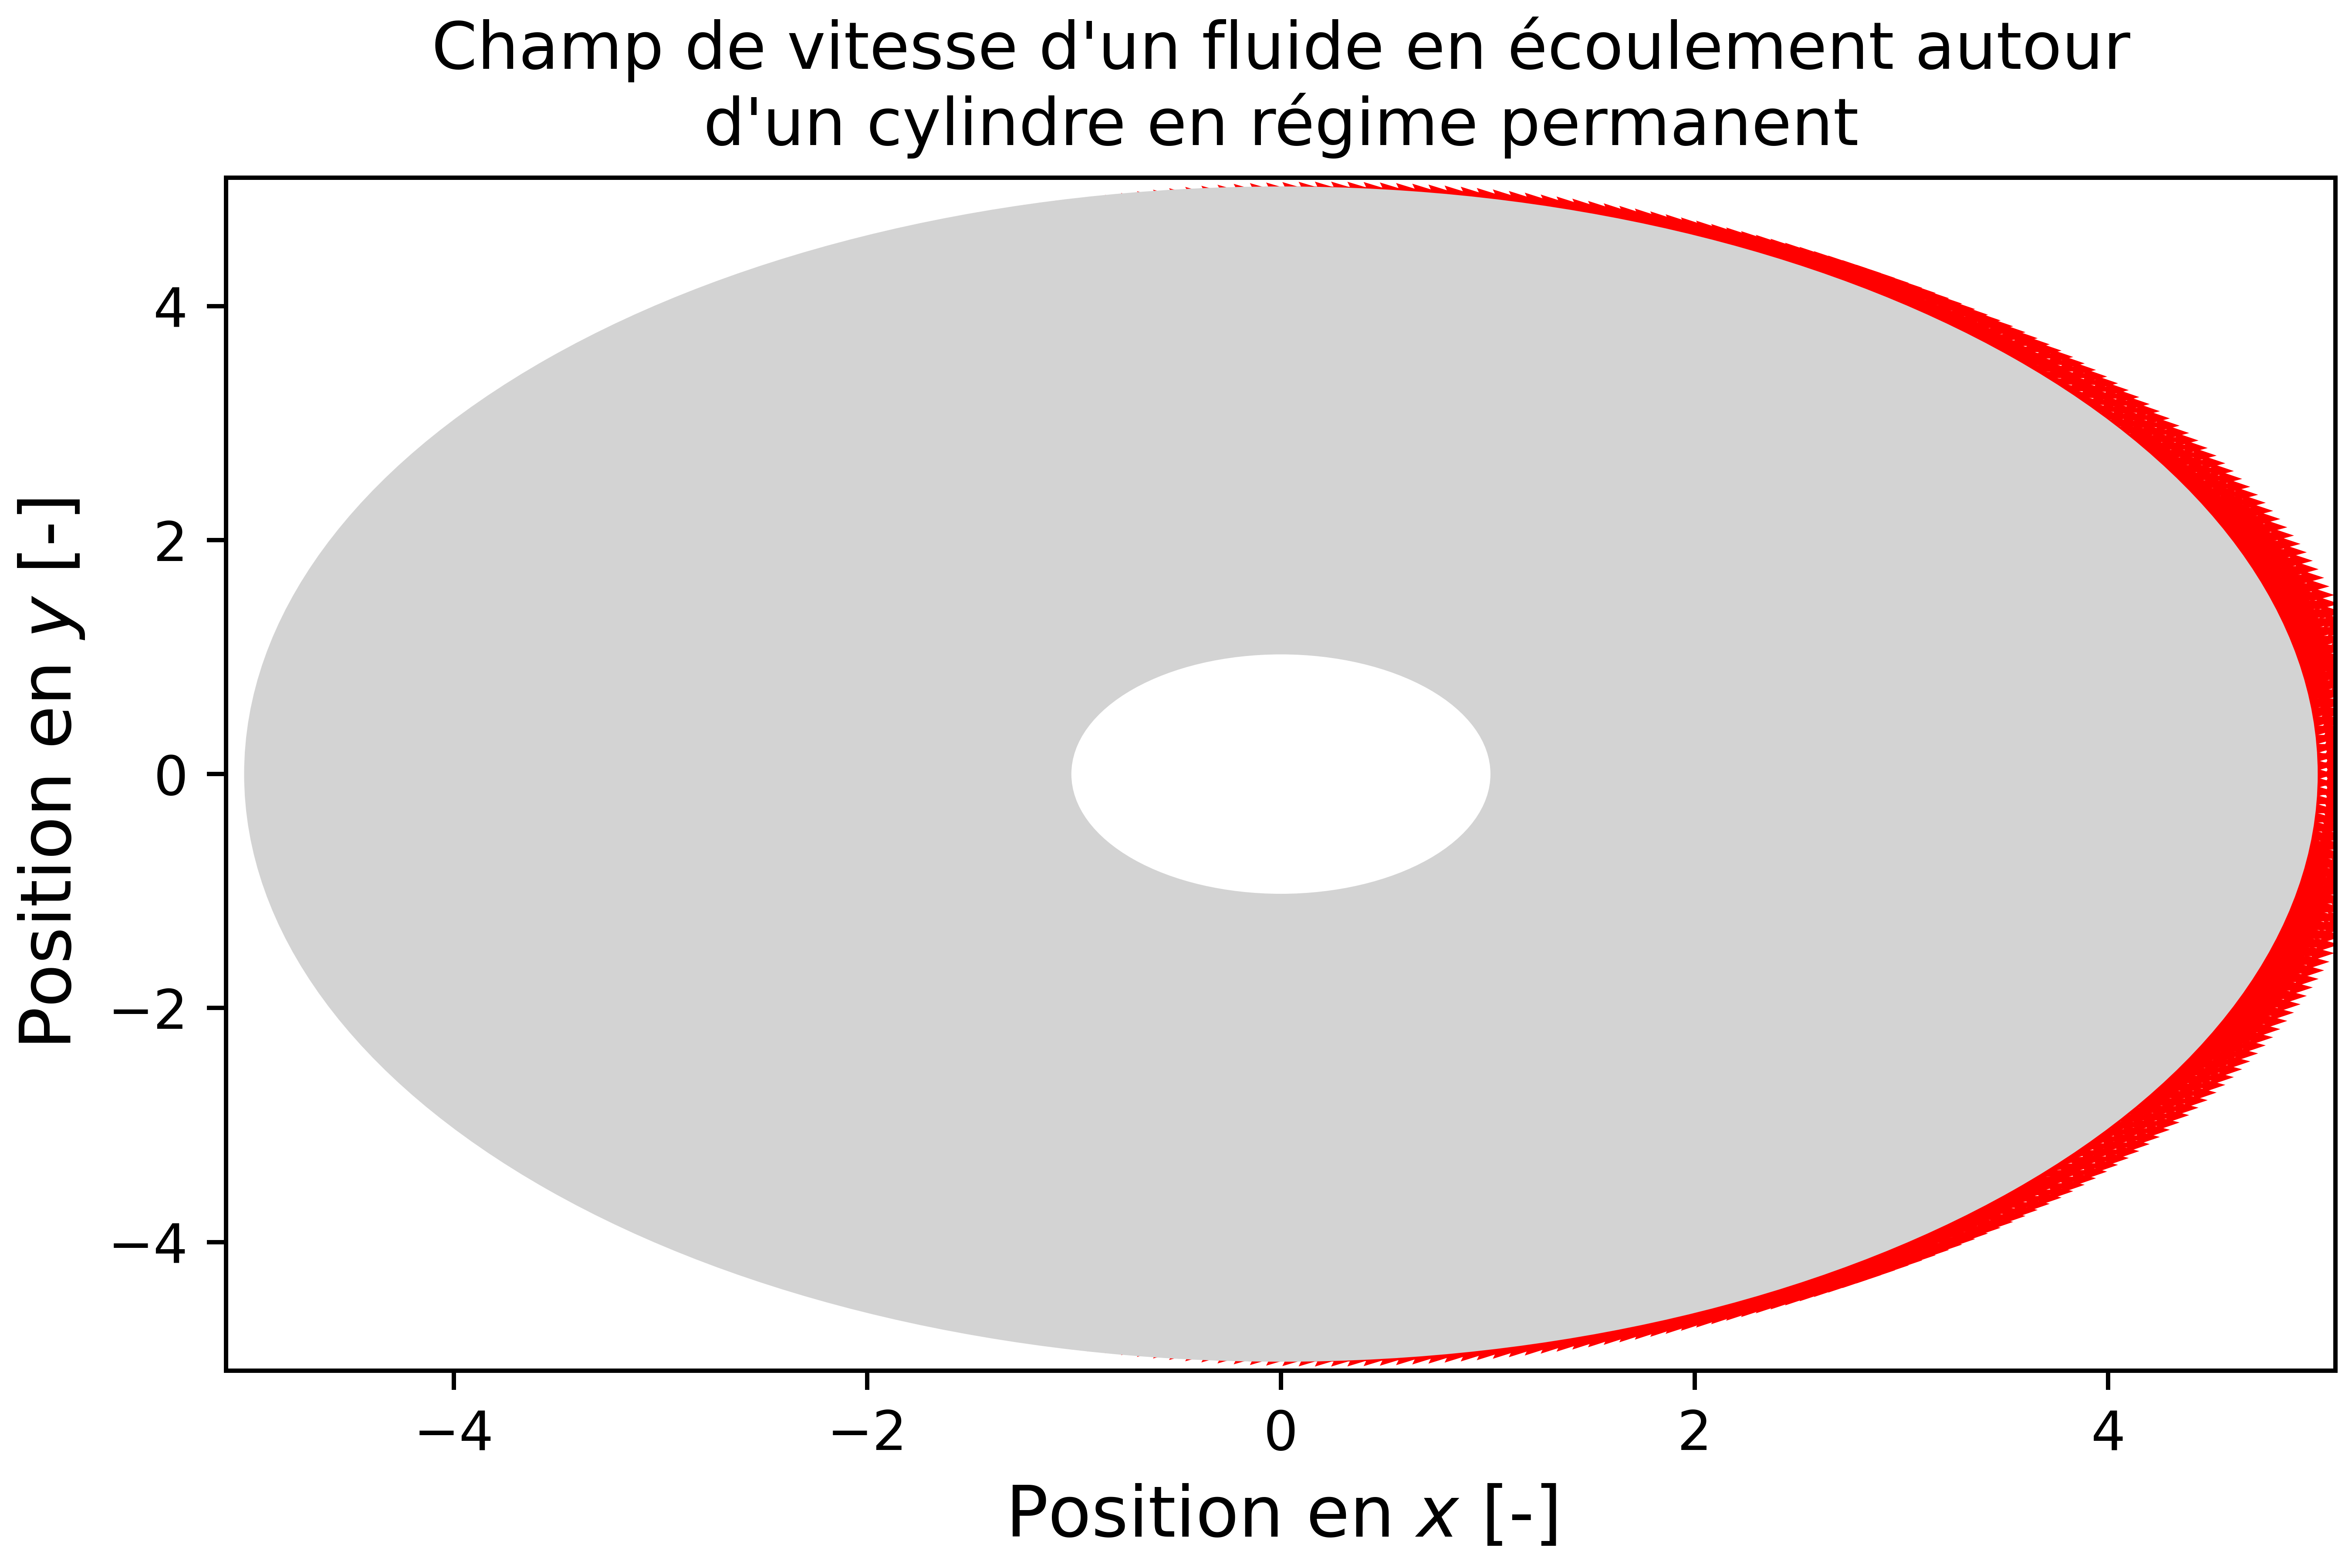 Champ de vitesse d'un fluide en écoulement autour
d'un cylindre en régime permanent
Position en y [-]
4
2
0
−2
−4
−4
−2
0
2
4
Position en x [-]